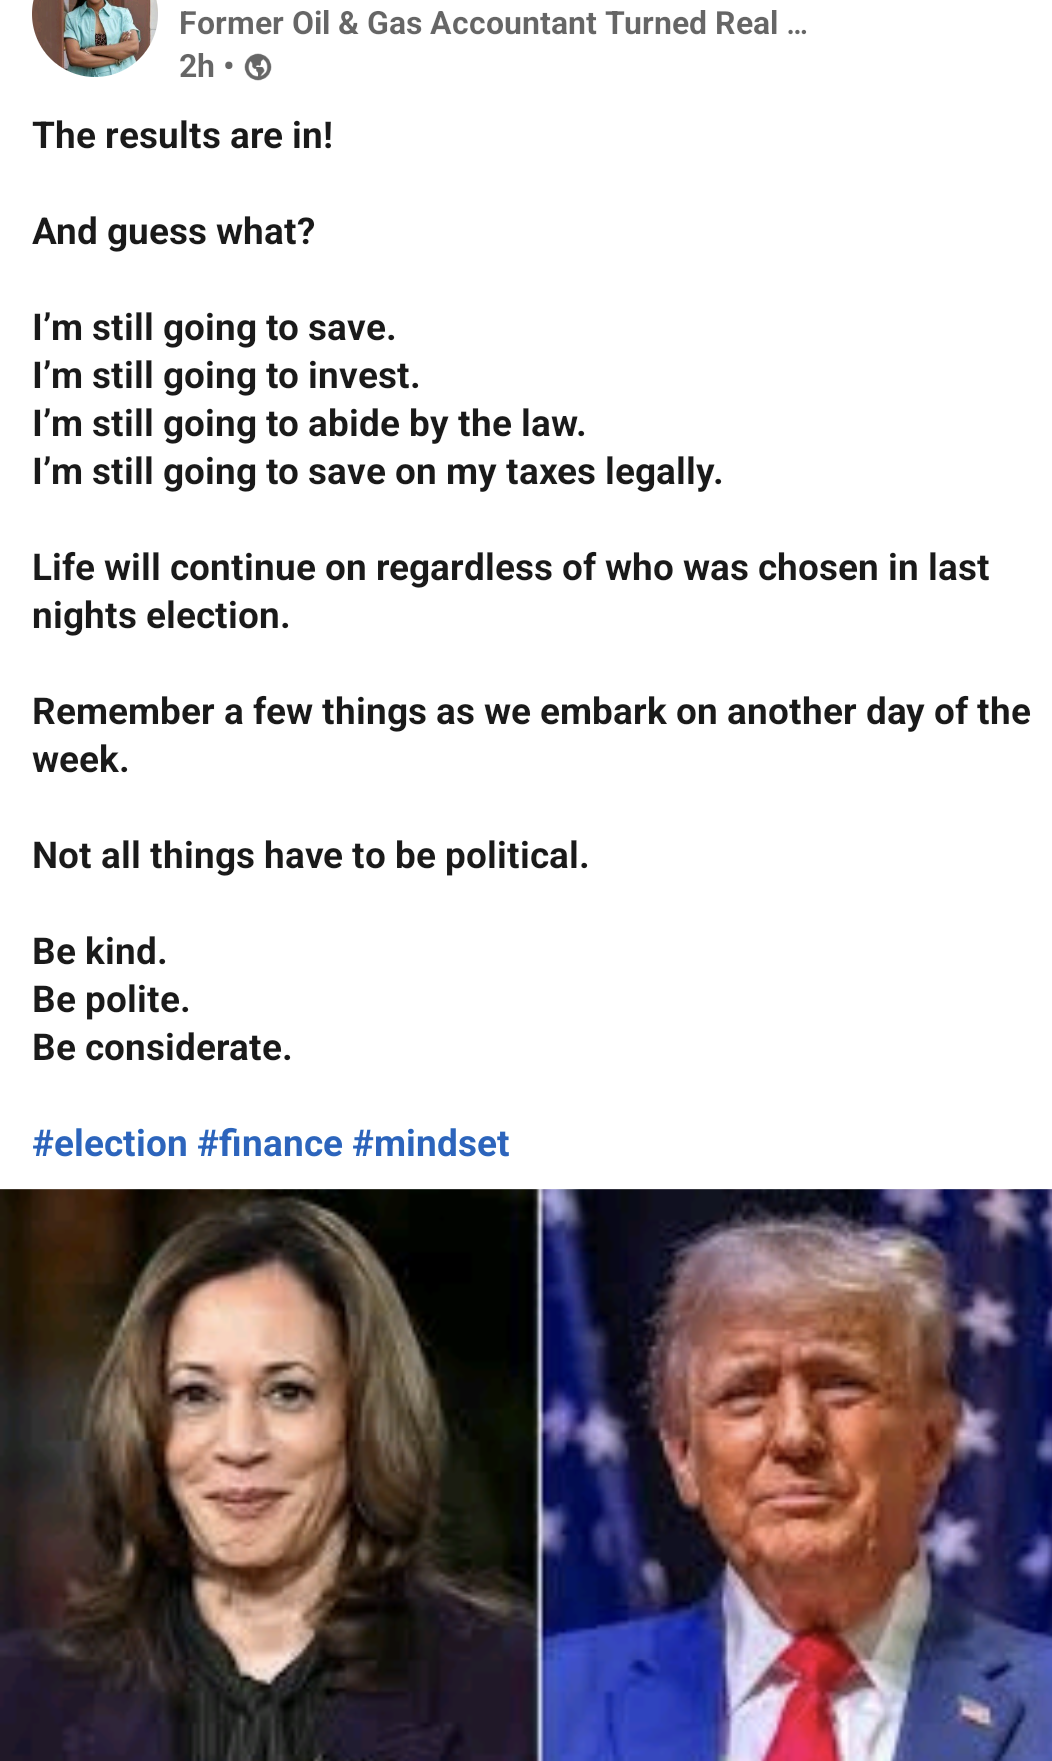 Former Oil & Gas Accountant Turned Real ...
2h •
The results are in!
And guess what?
I’m still going to save.
I’m still going to invest.
I’m still going to abide by the law.
I’m still going to save on my taxes legally.
Life will continue on regardless of who was chosen in last
nights election.
Remember a few things as we embark on another day of the
week.
Not all things have to be political.
Be kind.
Be polite.
Be considerate.
#election #finance #mindset